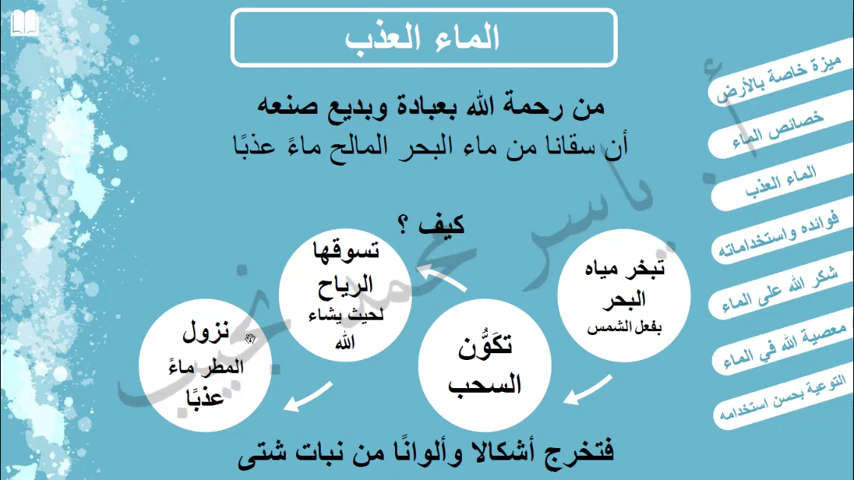 الماء العذب
من رحمة الله بعبادة وبديع صنعه
أن سقانا من ماء البحر المالح ماءً عذبًا
كيف ؟
تبخر مياه
البحر
بفعل الشمس
تكَوُّن
السحب
تسوقها
الرياح
لحيث يشاء
الله
نزول
المطر ماءً
عذبًا
فتخرج أشكالا وألوانًا من نبات شتى
ميزة خاصة بالأرض
خصائص الماء
الماء العذب
فوائده واستخداماته
شكر الله على الماء
معصية الله في الماء
التوعية بحسن استخدامه
أ. ياسر محمد نجيب